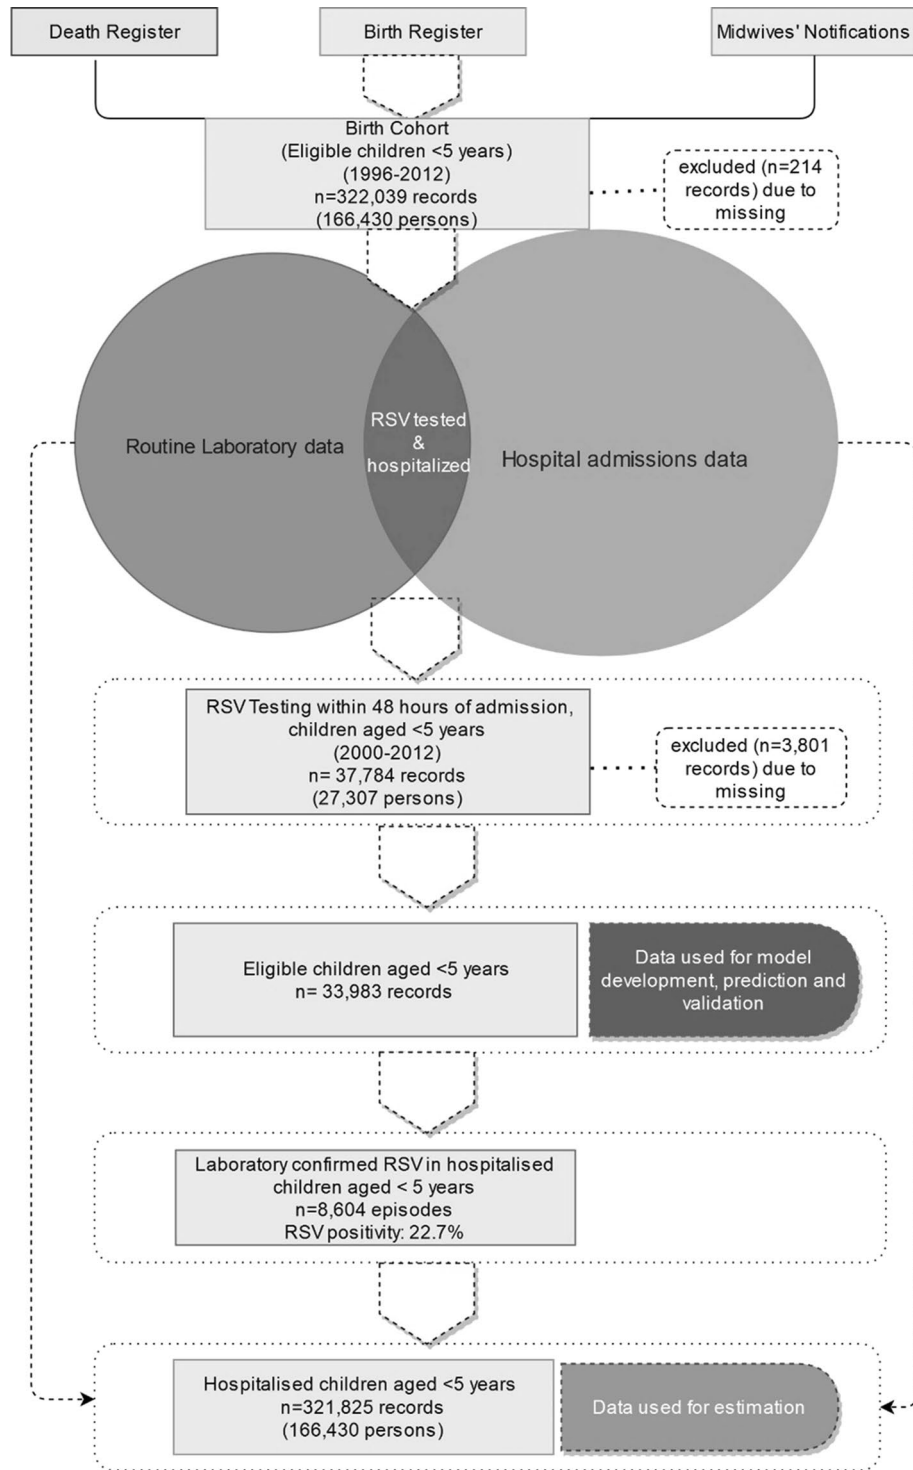 Death Register
Birth Register
Midwives' Notifications
Birth Cohort
(Eligible children <5 years)
(1996-2012)
n=322,039 records
(166,430 persons)
excluded (n=214
records) due to
missing
Routine Laboratory data
RSV tested
&
hospitalized
Hospital admissions data
RSV Testing within 48 hours of admission,
children aged <5 years
(2000-2012)
n= 37,784 records
(27,307 persons)
excluded (n=3,801
records) due to
missing
Eligible children aged <5 years
n= 33,983 records
Data used for model
development, prediction and
validation
Laboratory confirmed RSV in hospitalised
children aged < 5 years
n=8,604 episodes
RSV positivity: 22.7%
Hospitalised children aged <5 years
n=321,825 records
(166,430 persons)
Data used for estimation